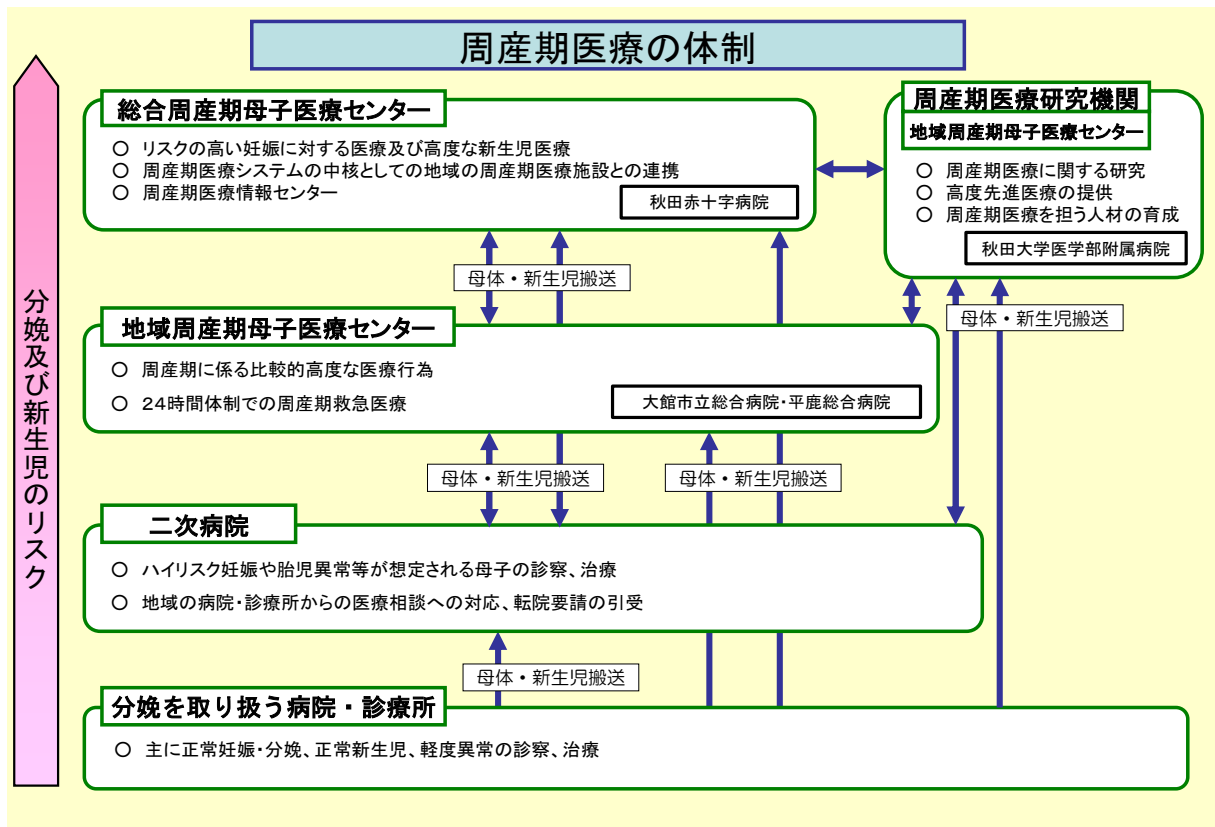 周産期医療の体制
分娩及び新生児のリスク
総合周産期母子医療センター
○ リスクの高い妊娠に対する医療及び高度な新生児医療
○ 周産期医療システムの中核としての地域の周産期医療施設との連携
○ 周産期医療情報センター
秋田赤十字病院
周産期医療研究機関
地域周産期母子医療センター
○ 周産期医療に関する研究
○ 高度先進医療の提供
○ 周産期医療を担う人材の育成
秋田大学医学部附属病院
母体・新生児搬送
母体・新生児搬送
地域周産期母子医療センター
○ 周産期に係る比較的高度な医療行為
○ 24時間体制での周産期救急医療
大館市立総合病院・平鹿総合病院
母体・新生児搬送
母体・新生児搬送
二次病院
○ ハイリスク妊娠や胎児異常等が想定される母子の診察、治療
○ 地域の病院・診療所からの医療相談への対応、転院要請の引受
母体・新生児搬送
分娩を取り扱う病院・診療所
○ 主に正常妊娠・分娩、正常新生児、軽度異常の診察、治療